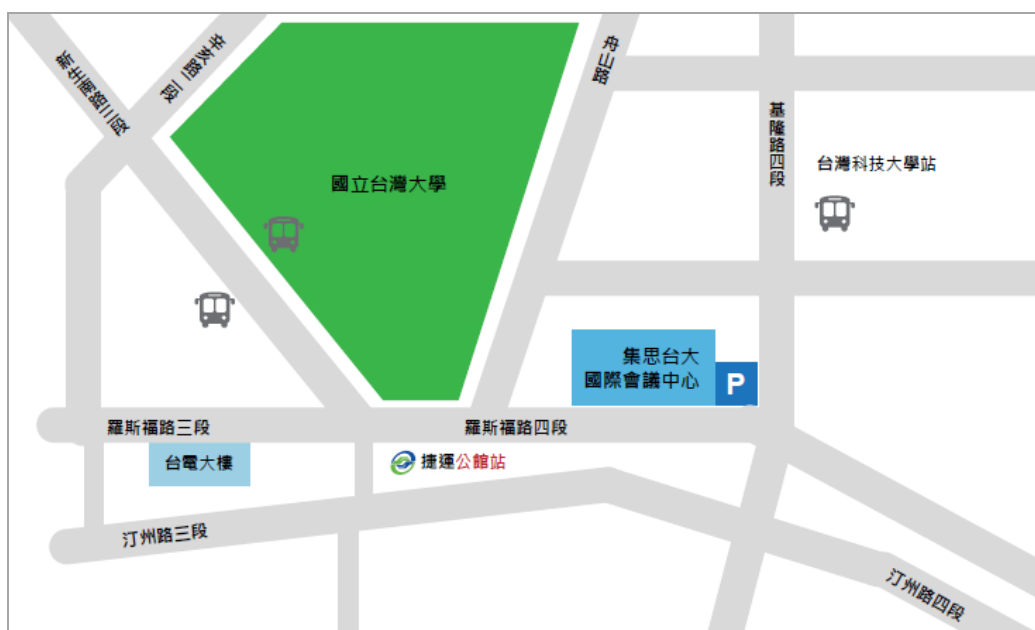 新生南路三段
辛亥路二段
舟山路
基隆路四段
國立台灣大學
台灣科技大學站
集思台大
國際會議中心
P
羅斯福路三段
羅斯福路四段
台電大樓
捷運公館站
汀州路三段
汀州路四段